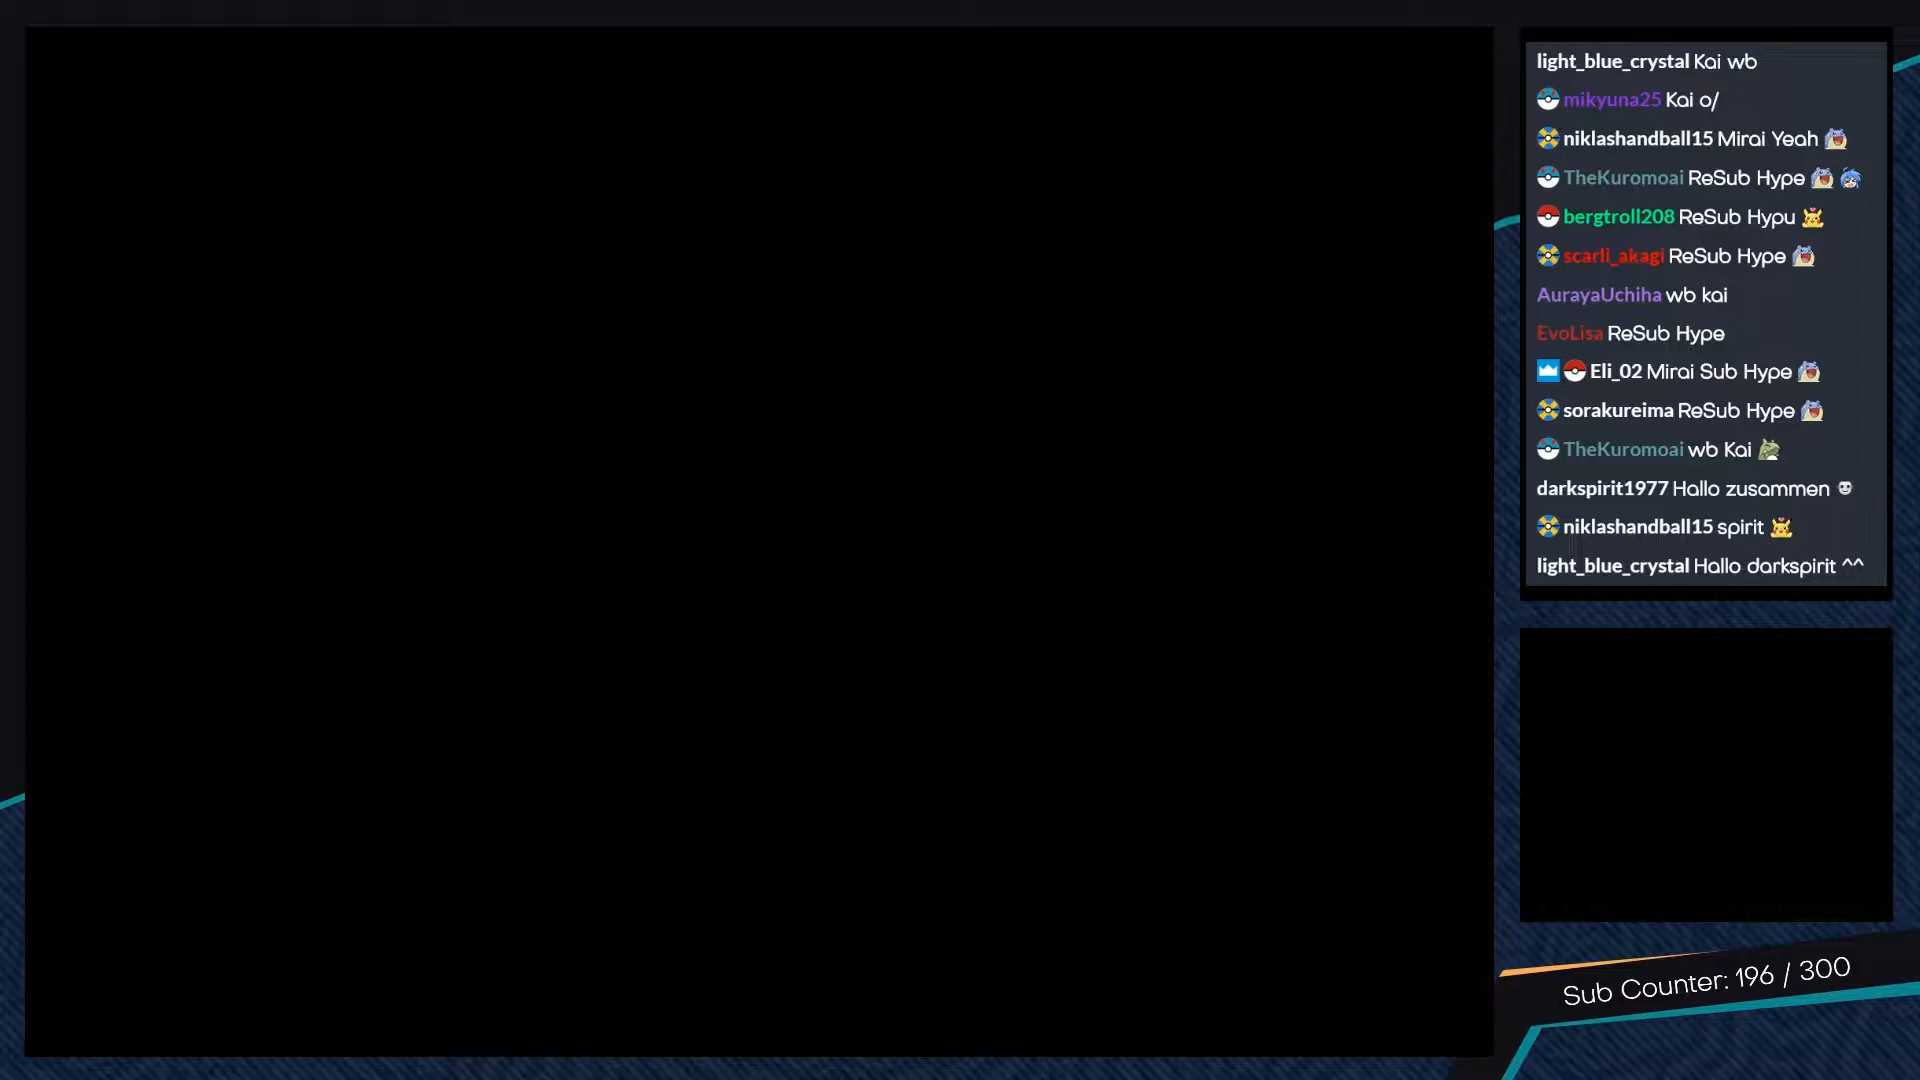 light_blue_crystal Kai wb
mikyuna25 Kai o/
niklashandball15 Mirai Yeah
TheKuromoai ReSub Hype
bergtroll208 ReSub Hypu
scarli_akagi ReSub Hype
AurayaUchiha wb kai
EvoLisa ReSub Hype
Eli_02 Mirai Sub Hype
sorakureima ReSub Hype
TheKuromoai wb Kai
darkspirit1977 Hallo zusammen
niklashandball15 spirit
light_blue_crystal Hallo darkspirit ^^
Sub Counter: 196 / 300